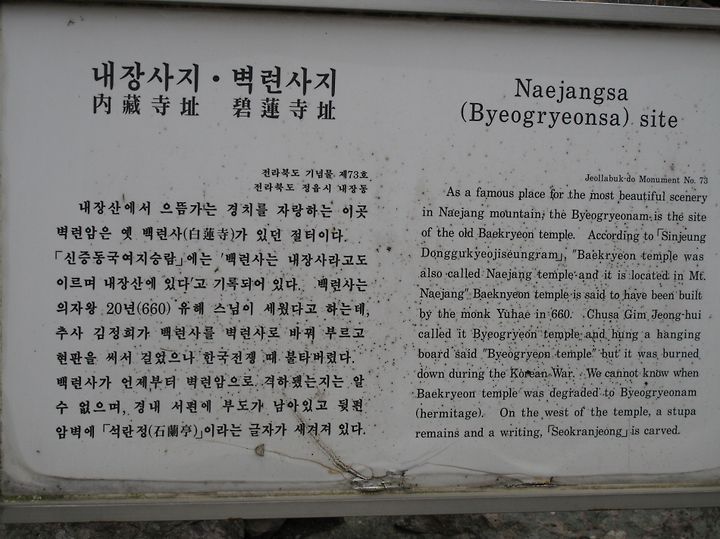 내장사지・벽련사지
內藏寺址 碧蓮寺址
전라북도 기념물 제73호
전라북도 정읍시 내장동
내장산에서 으뜸가는 경치를 자랑하는 이곳
벽련암은 옛 백련사(白蓮寺)가 있던 절터이다.
「신증동국여지승람」에는 '백련사는 내장사라고도
이르며 내장산에 있다'고 기록되어 있다. 백련사는
의자왕 20년(660) 유해 스님이 세웠다고 하는데,
추사 김정희가 백련사를 벽련사로 바꿔 부르고
현판을 써서 걸었으나 한국전쟁 때 불타버렸다.
백련사가 언제부터 벽련암으로 격하됐는지는 알
수 없으며, 경내 서편에 부도가 남아있고 뒷편
암벽에 「석란정(石蘭亭)」이라는 글자가 새겨져 있다.
Naejangsa
(Byeogryeonsa) site
Jeollabuk-do Monument No. 73
As a famous place for the most beautiful scenery
in Naejang mountain, the Byeogryeonam is the site
of the old Baekryeon temple. According to「Sinjeung
Donggukyeojiseungram」, "Baekryeon temple was
also called Naejang temple and it is located in Mt.
Naejang" Baeknyeon temple is said to have been built
by the monk Yuhae in 660. Chusa Gim Jeong-hui
called it Byeogryeon temple and hung a hanging
board said "Byeogryeon temple" but it was burned
down during the Korean War. We cannot know when
Baekryeon temple was degraded to Byeogryeonam
(hermitage). On the west of the temple, a stupa
remains and a writing, 「Seokranjeong」 is carved.